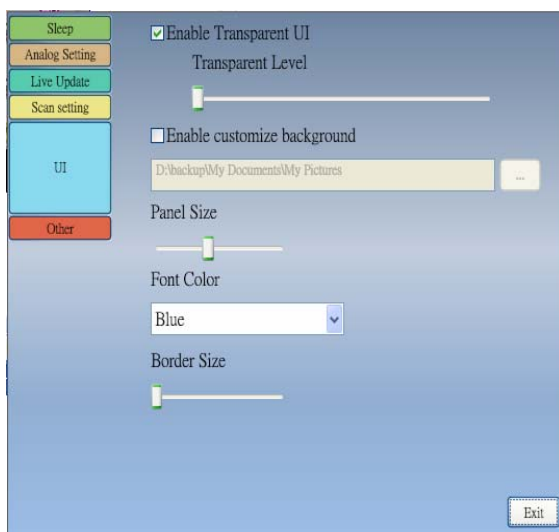 Sleep
Analog Setting
Live Update
Scan setting
UI
Other
Enable Transparent UI
Transparent Level
Enable customize background
D:\backup\My Documents\My Pictures
...
Panel Size
Font Color
Blue
Border Size
Exit